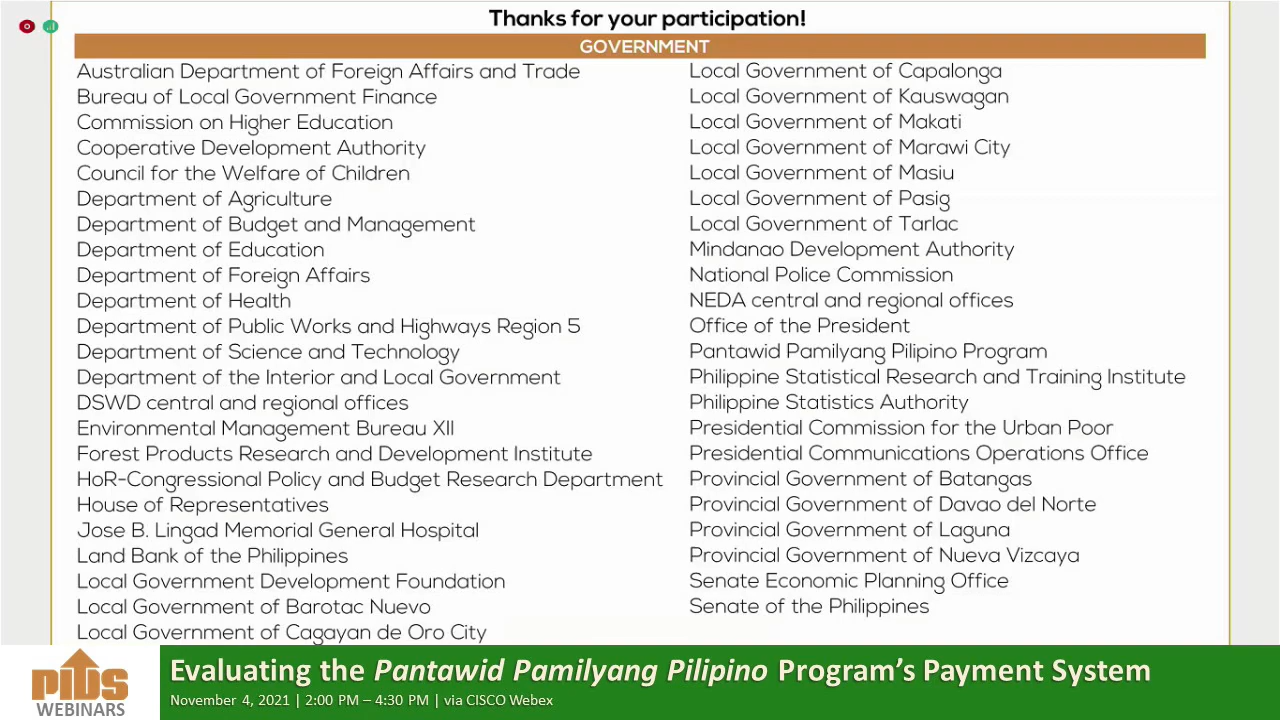 Thanks for your participation!
GOVERNMENT
Australian Department of Foreign Affairs and Trade
Bureau of Local Government Finance
Commission on Higher Education
Cooperative Development Authority
Council for the Welfare of Children
Department of Agriculture
Department of Budget and Management
Department of Education
Department of Foreign Affairs
Department of Health
Department of Public Works and Highways Region 5
Department of Science and Technology
Department of the Interior and Local Government
DSWD central and regional offices
Environmental Management Bureau XII
Forest Products Research and Development Institute
HoR-Congressional Policy and Budget Research Department
House of Representatives
Jose B. Lingad Memorial General Hospital
Land Bank of the Philippines
Local Government Development Foundation
Local Government of Barotac Nuevo
Local Government of Cagayan de Oro City
Local Government of Capalonga
Local Government of Kauswagan
Local Government of Makati
Local Government of Marawi City
Local Government of Masiu
Local Government of Pasig
Local Government of Tarlac
Mindanao Development Authority
National Police Commission
NEDA central and regional offices
Office of the President
Pantawid Pamilyang Pilipino Program
Philippine Statistical Research and Training Institute
Philippine Statistics Authority
Presidential Commission for the Urban Poor
Presidential Communications Operations Office
Provincial Government of Batangas
Provincial Government of Davao del Norte
Provincial Government of Laguna
Provincial Government of Nueva Vizcaya
Senate Economic Planning Office
Senate of the Philippines
pids
WEBINARS
Evaluating the Pantawid Pamilyang Pilipino Program's Payment System
November 4, 2021 | 2:00 PM – 4:30 PM | via CISCO Webex